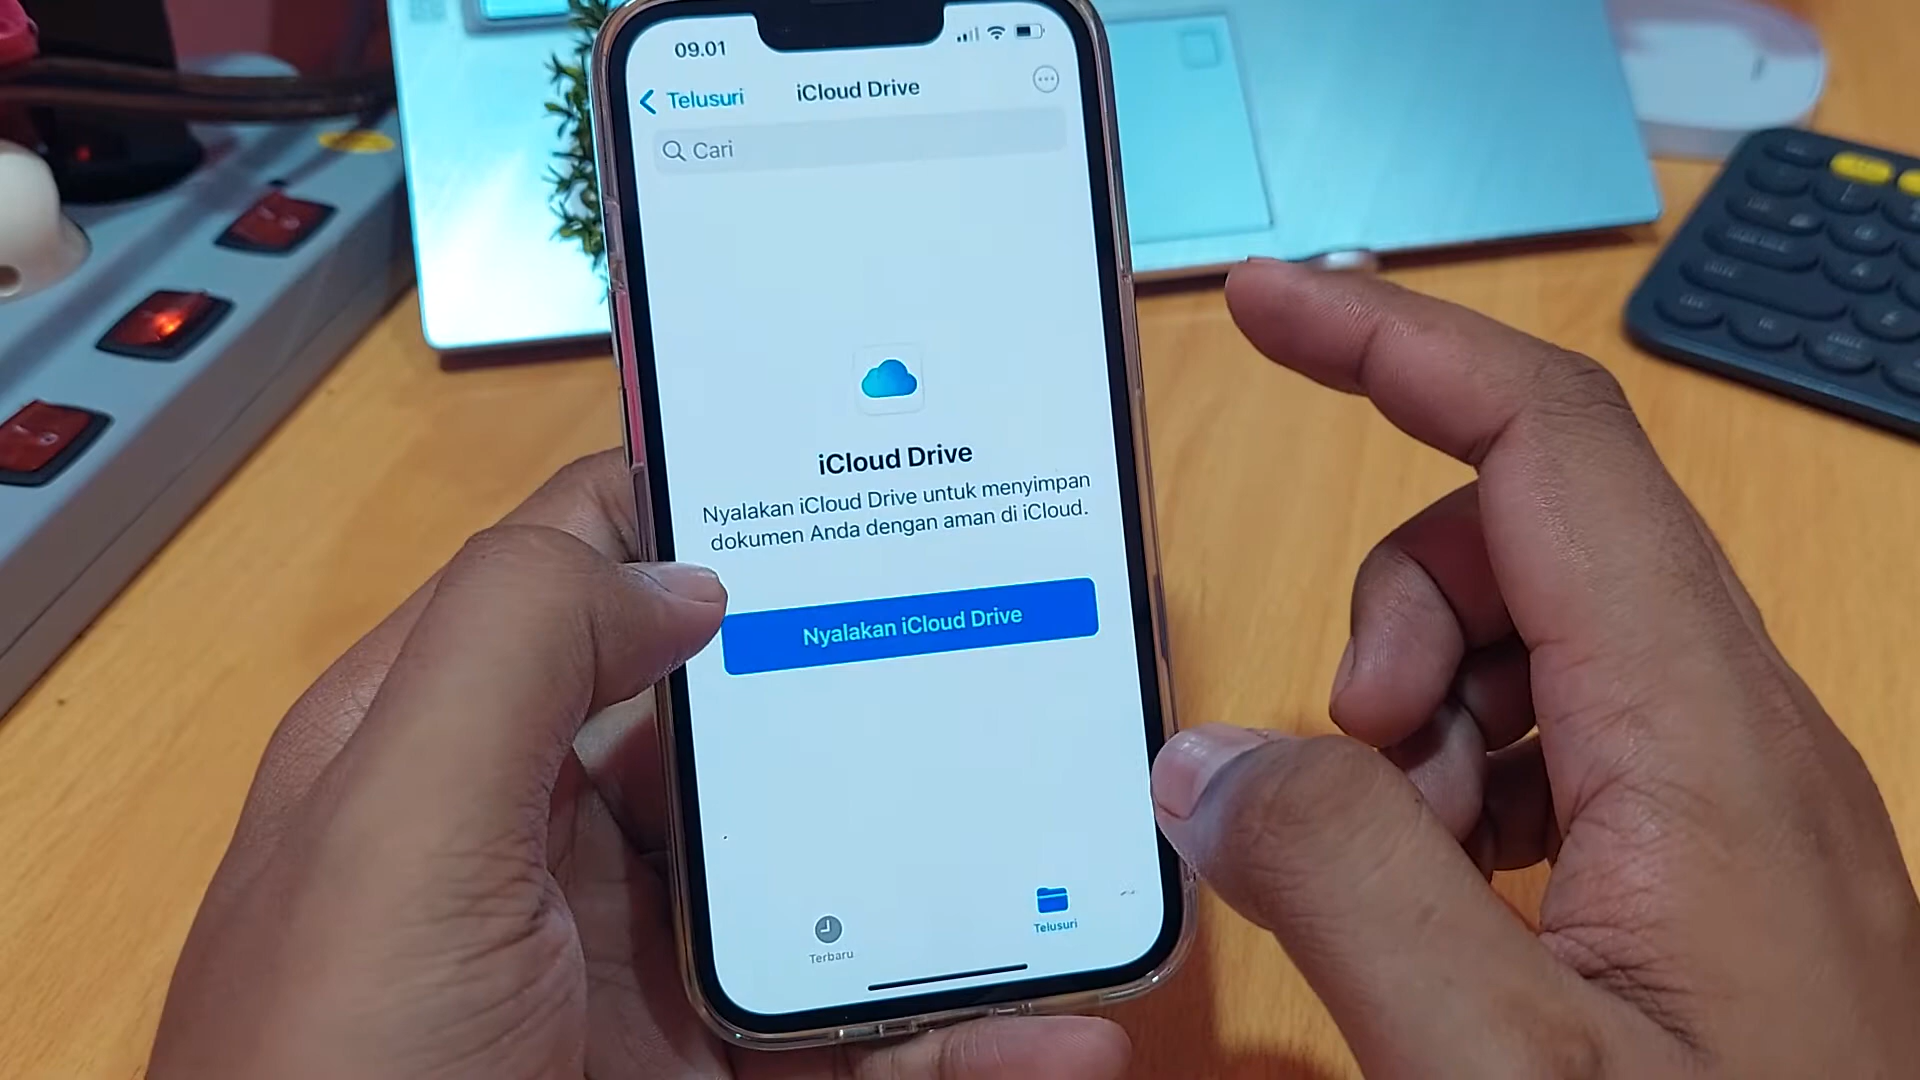 09.01
Telusuri
iCloud Drive
Cari
iCloud Drive
Nyalakan iCloud Drive untuk menyimpan
dokumen Anda dengan aman di iCloud.
Nyalakan iCloud Drive
Terbaru
Telusuri